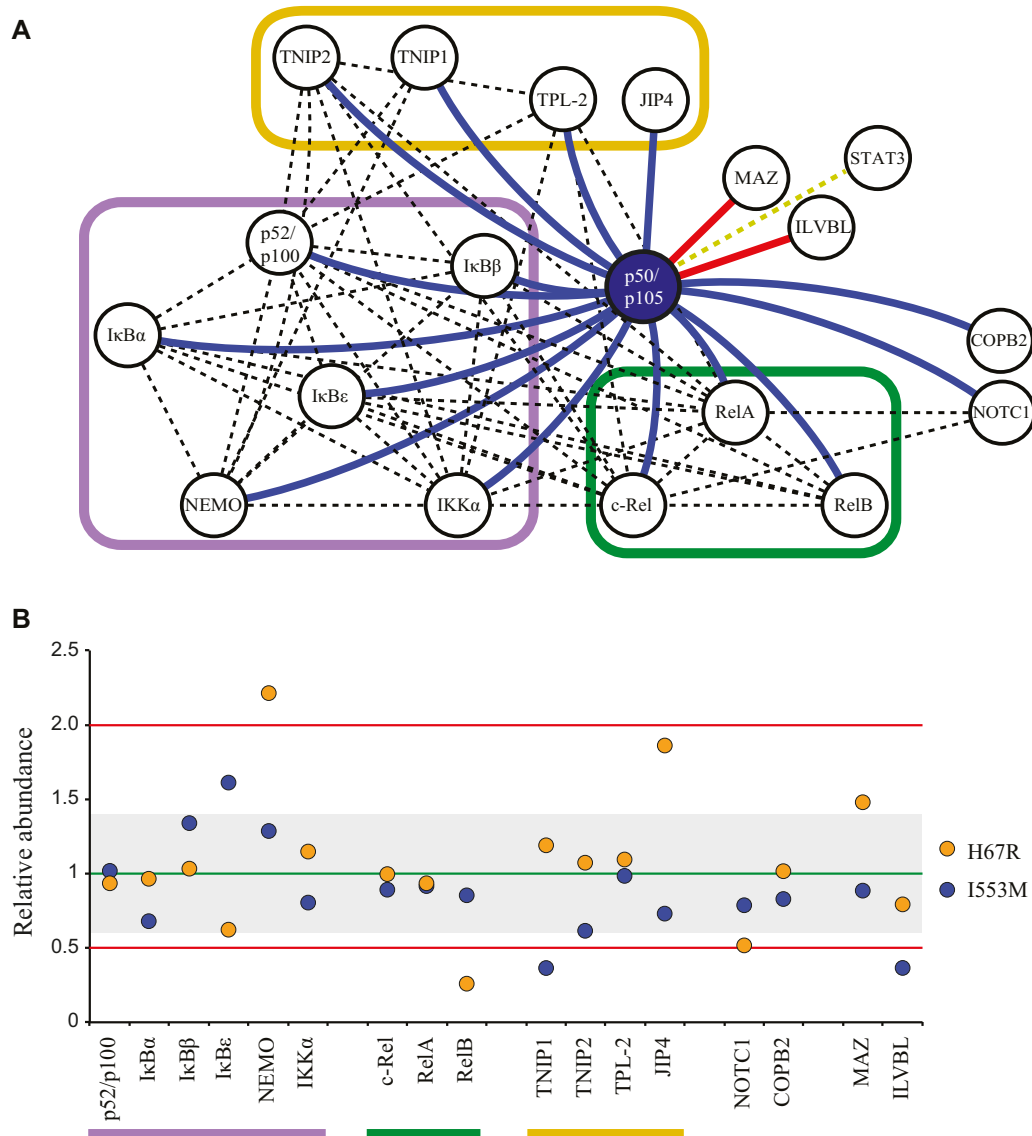 A
TNIP2
TNIP1
TPL-2
JIP4
STAT3
MAZ
ILVBL
p52/
p100
IκBβ
p50/
p105
IκBα
COPB2
IκBε
RelA
NOTC1
NEMO
IKKα
c-Rel
RelB
B
Relative abundance
2.5
2.0
1.5
1
0.5
0
H67R
I553M
p52/p100
IκBα
IκBβ
IκBε
NEMO
IKKα
c-Rel
RelA
RelB
TNIP1
TNIP2
TPL-2
JIP4
NOTC1
COPB2
MAZ
ILVBL